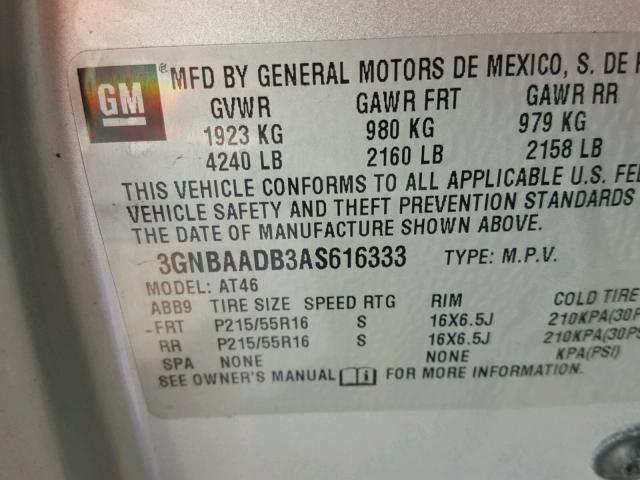 GM
® MFD BY GENERAL MOTORS DE MEXICO, S. DE
GVWR GAWR FRT GAWR RR
1923 KG 980 KG 979 KG
4240 LB 2160 LB 2158 LB
THIS VEHICLE CONFORMS TO ALL APPLICABLE U.S. FE
VEHICLE SAFETY AND THEFT PREVENTION STANDARDS
THE DATE OF MANUFACTURE SHOWN ABOVE.
3GNBAADB3AS616333 TYPE: M.P.V.
MODEL: AT46
ABB9 TIRE SIZE SPEED RTG RIM COLD TIRE
FRT P215/55R16 S 16X6.5J 210KPA(30P
RR P215/55R16 S 16X6.5J 210KPA(30PS
SPA NONE NONE KPA(PSI)
SEE OWNER'S MANUAL FOR MORE INFORMATION.